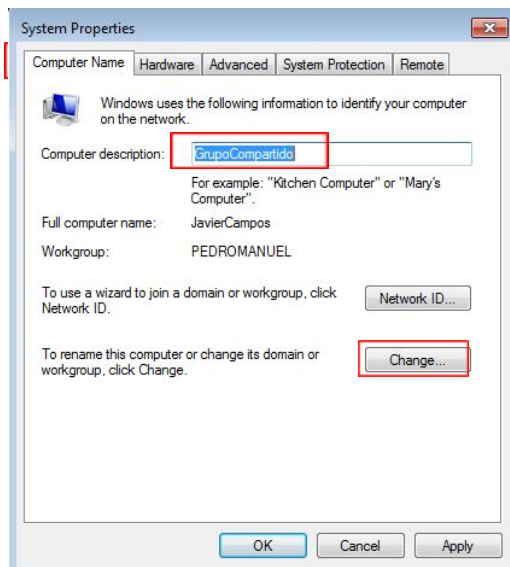 System Properties
Computer Name Hardware Advanced System Protection Remote
Windows uses the following information to identify your computer
on the network.
Computer description: GrupoCompartido
For example: "Kitchen Computer" or "Mary's
Computer".
Full computer name: JavierCampos
Workgroup: PEDROMANUEL
To use a wizard to join a domain or workgroup, click
Network ID.
Network ID...
To rename this computer or change its domain or
workgroup, click Change.
Change...
OK Cancel Apply